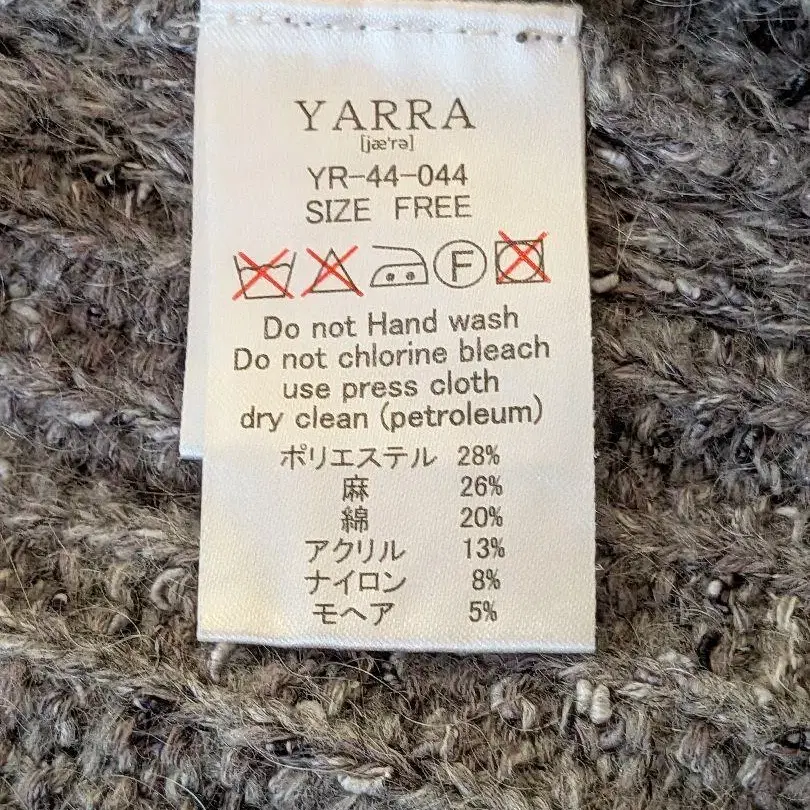 YARRA
[jæ'rə]
YR-44-044
SIZE FREE
F
Do not Hand wash
Do not chlorine bleach
use press cloth
dry clean (petroleum)
ポリエステル 28%
麻 26%
綿 20%
アクリル 13%
ナイロン 8%
モヘア 5%